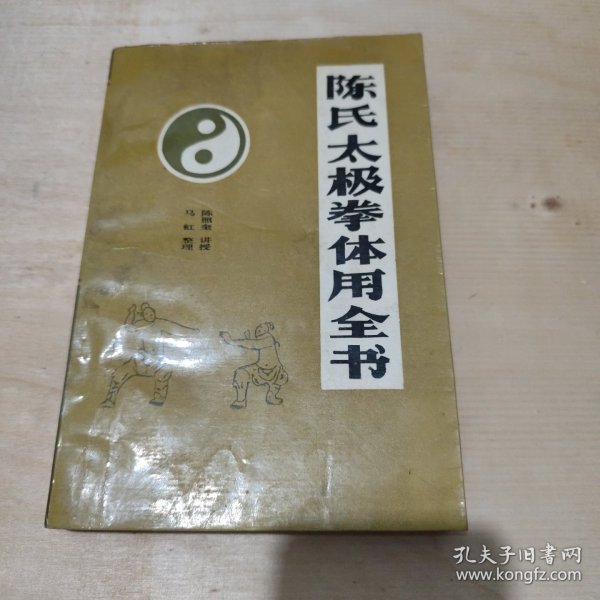 陈氏太极拳体用全书
陈照奎 讲授
马虹 整理
孔夫子旧书网
www.kongfz.com